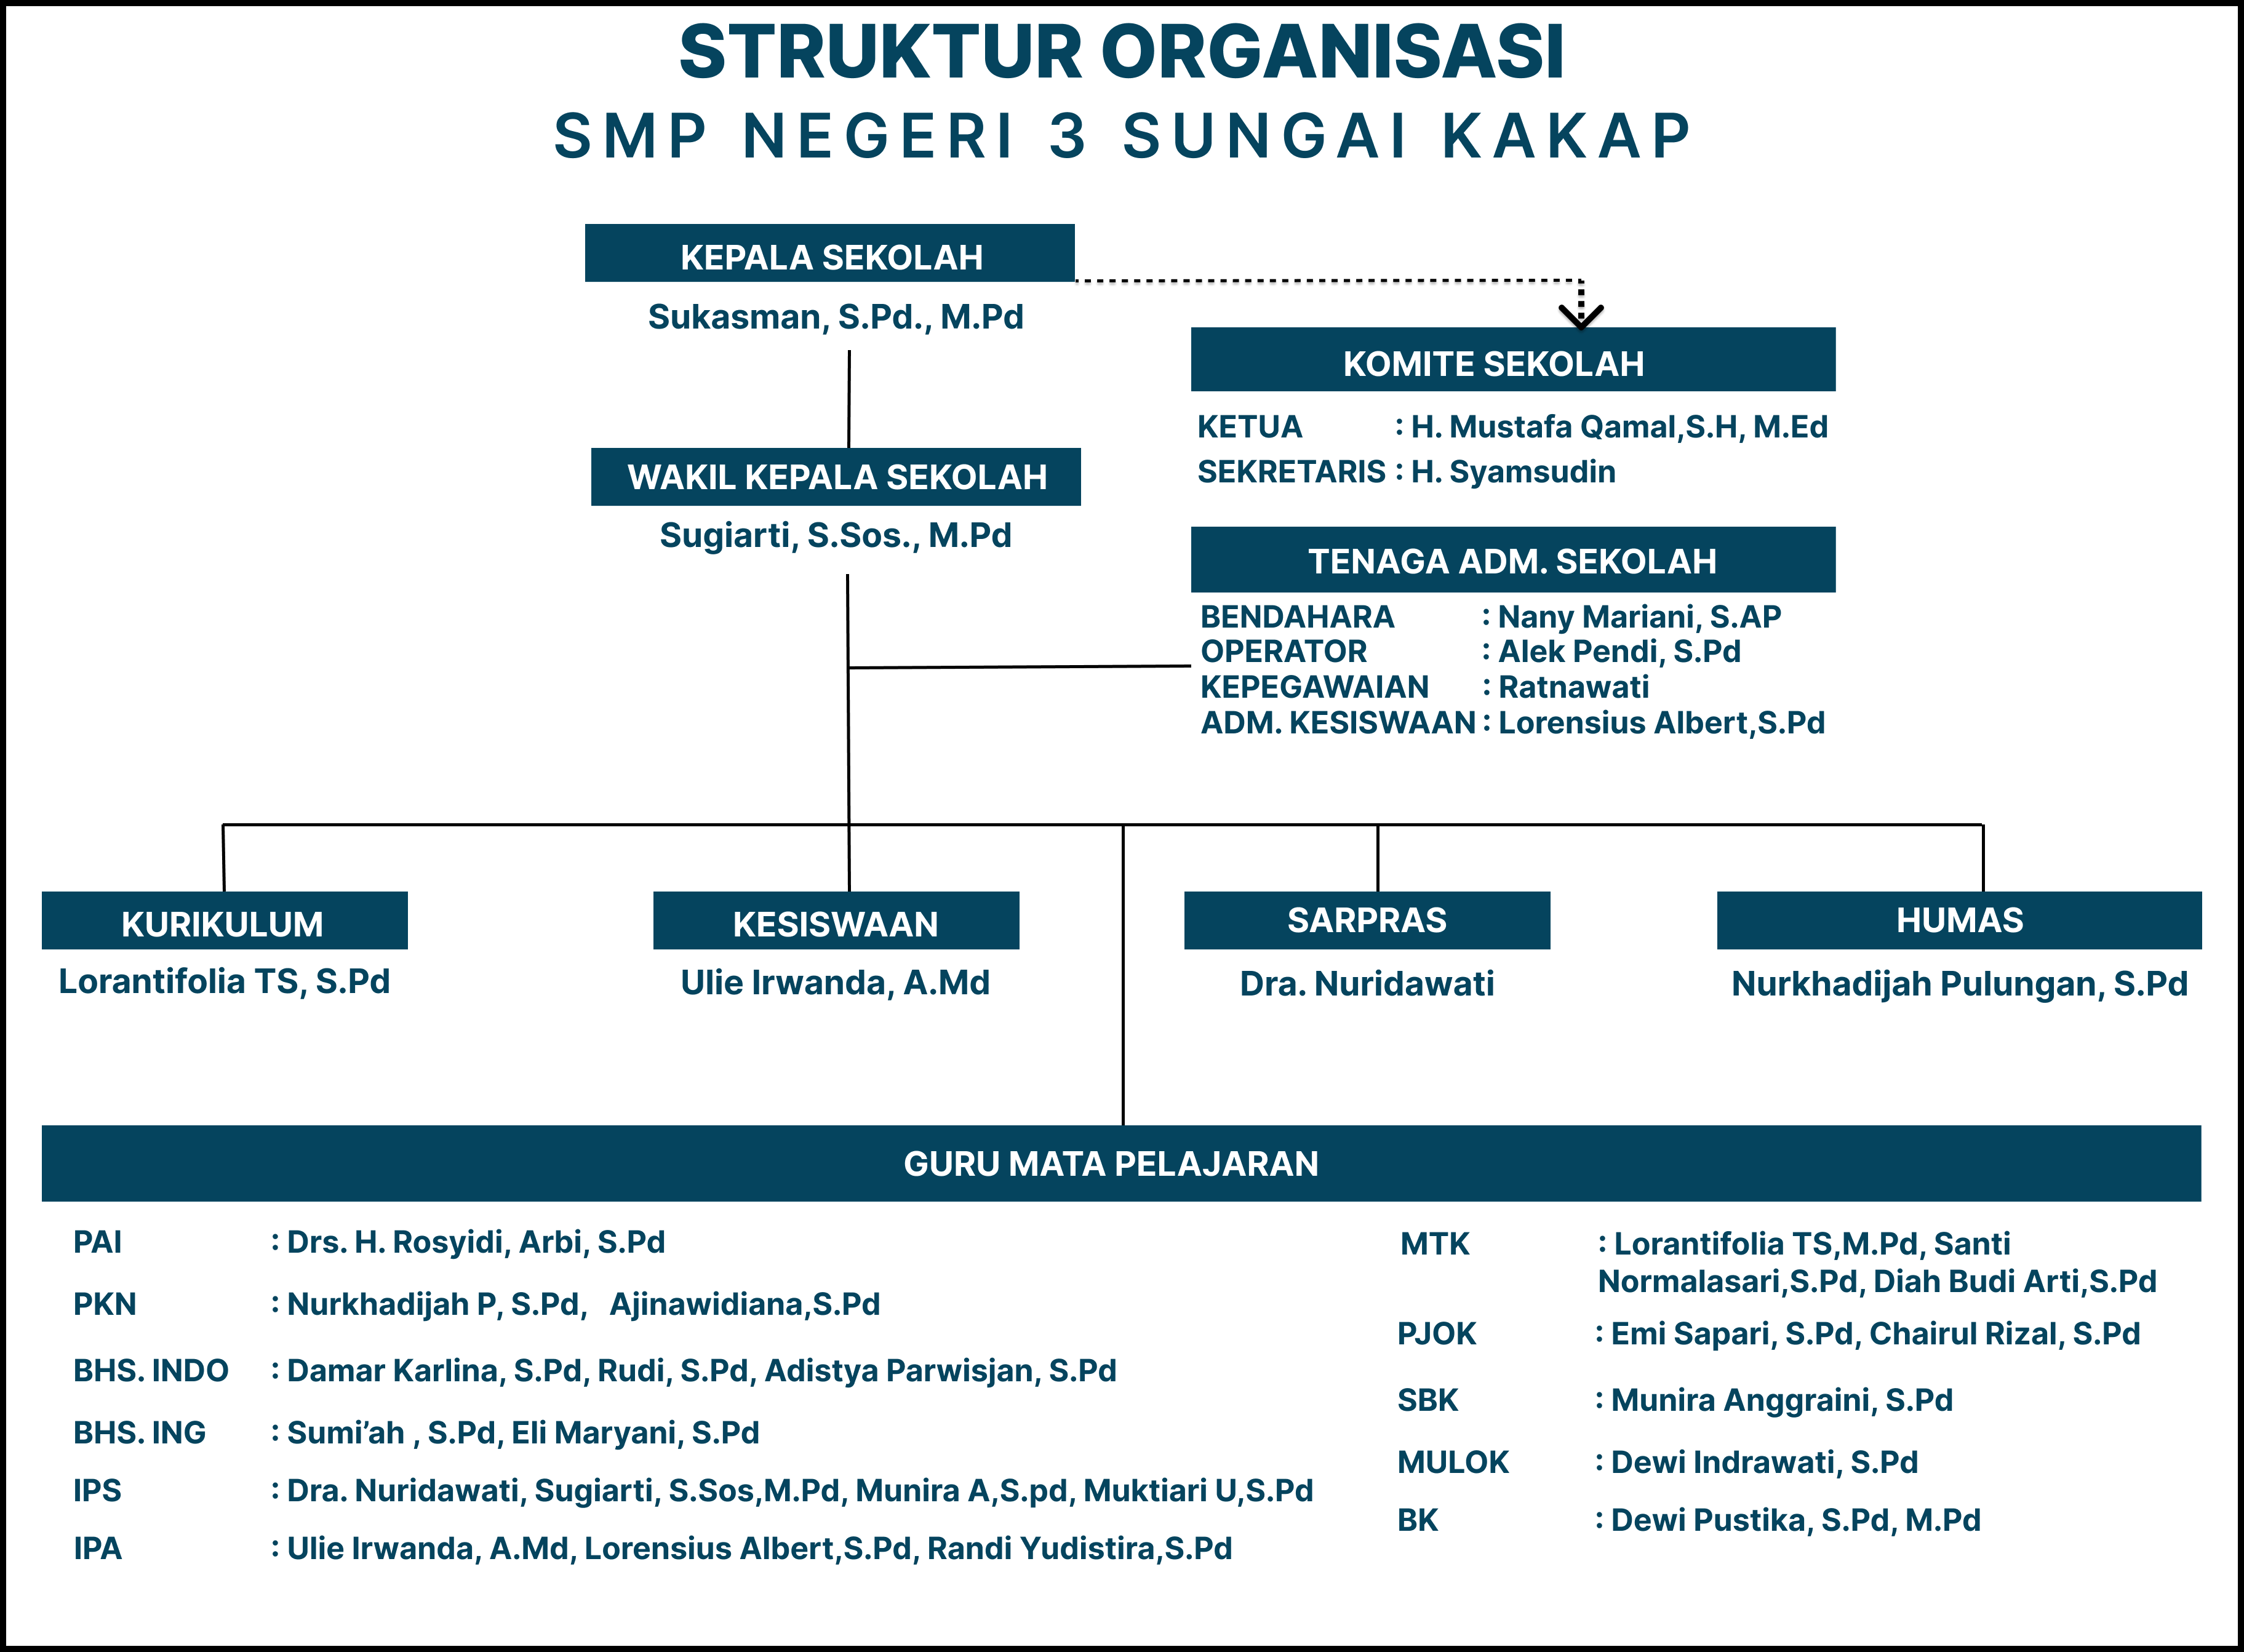 STRUKTUR ORGANISASI
SMP NEGERI 3 SUNGAI KAKAP
KEPALA SEKOLAH
Sukasman, S.Pd., M.Pd
KOMITE SEKOLAH
KETUA : H. Mustafa Qamal,S.H, M.Ed
SEKRETARIS : H. Syamsudin
WAKIL KEPALA SEKOLAH
Sugiarti, S.Sos., M.Pd
TENAGA ADM. SEKOLAH
BENDAHARA : Nany Mariani, S.AP
OPERATOR : Alek Pendi, S.Pd
KEPEGAWAIAN : Ratnawati
ADM. KESISWAAN : Lorensius Albert,S.Pd
KURIKULUM
Lorantifolia TS, S.Pd
KESISWAAN
Ulie Irwanda, A.Md
SARPRAS
Dra. Nuridawati
HUMAS
Nurkhadijah Pulungan, S.Pd
GURU MATA PELAJARAN
PAI : Drs. H. Rosyidi, Arbi, S.Pd
PKN : Nurkhadijah P, S.Pd, Ajinawidiana,S.Pd
BHS. INDO : Damar Karlina, S.Pd, Rudi, S.Pd, Adistya Parwisjan, S.Pd
BHS. ING : Sumi’ah , S.Pd, Eli Maryani, S.Pd
IPS : Dra. Nuridawati, Sugiarti, S.Sos,M.Pd, Munira A,S.pd, Muktiari U,S.Pd
IPA : Ulie Irwanda, A.Md, Lorensius Albert,S.Pd, Randi Yudistira,S.Pd
MTK : Lorantifolia TS,M.Pd, Santi
Normalasari,S.Pd, Diah Budi Arti,S.Pd
PJOK : Emi Sapari, S.Pd, Chairul Rizal, S.Pd
SBK : Munira Anggraini, S.Pd
MULOK : Dewi Indrawati, S.Pd
BK : Dewi Pustika, S.Pd, M.Pd